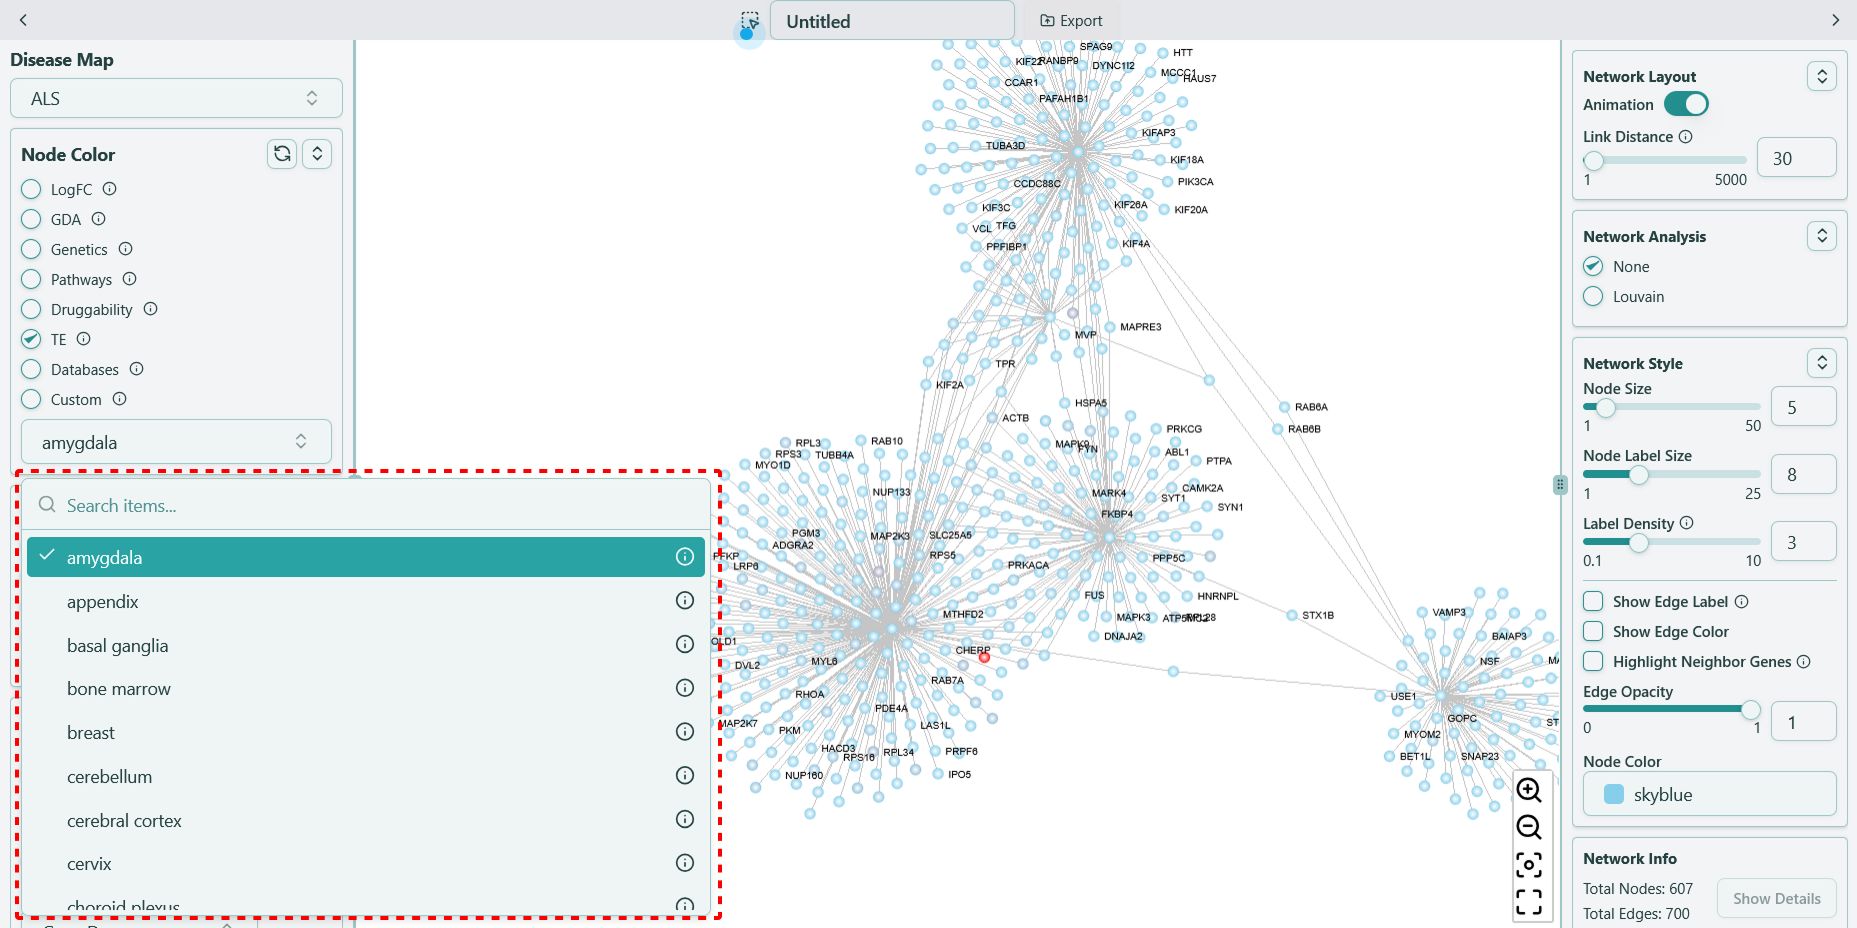 Untitled
Export
Disease Map
ALS
Node Color
LogFC
GDA
Genetics
Pathways
Druggability
TE
Databases
Custom
amygdala
Search items...
amygdala
appendix
basal ganglia
bone marrow
breast
cerebellum
cerebral cortex
cervix
choroid plexus
SPAG9
HTT
KIF22
RANBP9
DYNC1I2
MCCC1
HAUS7
CCAR1
PAFAH1B1
KIFAP3
TUBA3D
KIF18A
CCDC88C
PIK3CA
KIF3C
KIF26A
KIF20A
VCL
TFG
PPFIBP1
KIF4A
MAPRE3
MVP
TPR
KIF2A
HSPA5
ACTB
RAB6A
RAB6B
PRKCG
RPL3
RAB10
MAPK9
FYN
RPS3
TUBB4A
ABL1
MYO1D
PTPA
NUP133
MARK4
CAMK2A
SYT1
SYN1
FKBP4
PGM3
MAP2K3
SLC25A5
ADGRA2
PFKP
RPS5
PPP5C
LRP6
PRKACA
FUS
HNRNPL
MTHFD2
MAPK3
RPL28
STX1B
VAMP3
DNAJA2
BAIAP3
OLD1
CHERP
DVL2
MYL6
NSF
MA
RAB7A
RHOA
USE1
PDE4A
GOPC
MAP2K7
LAS1L
ST
PKM
MYOM2
HACD3
RPS16
RPL34
PRPF6
BET1L
SNAP23
NUP160
IPO5
Network Layout
Animation
Link Distance
30
1 5000
Network Analysis
None
Louvain
Network Style
Node Size
5
1 50
Node Label Size
8
1 25
Label Density
3
0.1 10
Show Edge Label
Show Edge Color
Highlight Neighbor Genes
Edge Opacity
1
0 1
Node Color
skyblue
Network Info
Total Nodes: 607
Show Details
Total Edges: 700